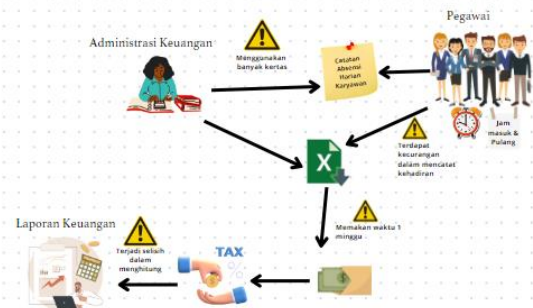 Pegawai
Administrasi Keuangan
Menggunakan
banyak kertas
Catatan
Absensi
Harian
Karyawan
Jam
masuk &
Pulang
Terdapat
kecurangan
dalam mencatat
kehadiran
X
Memakan waktu 1
minggu
Laporan Keuangan
Terjadi selisih
dalam
menghitung
TAX